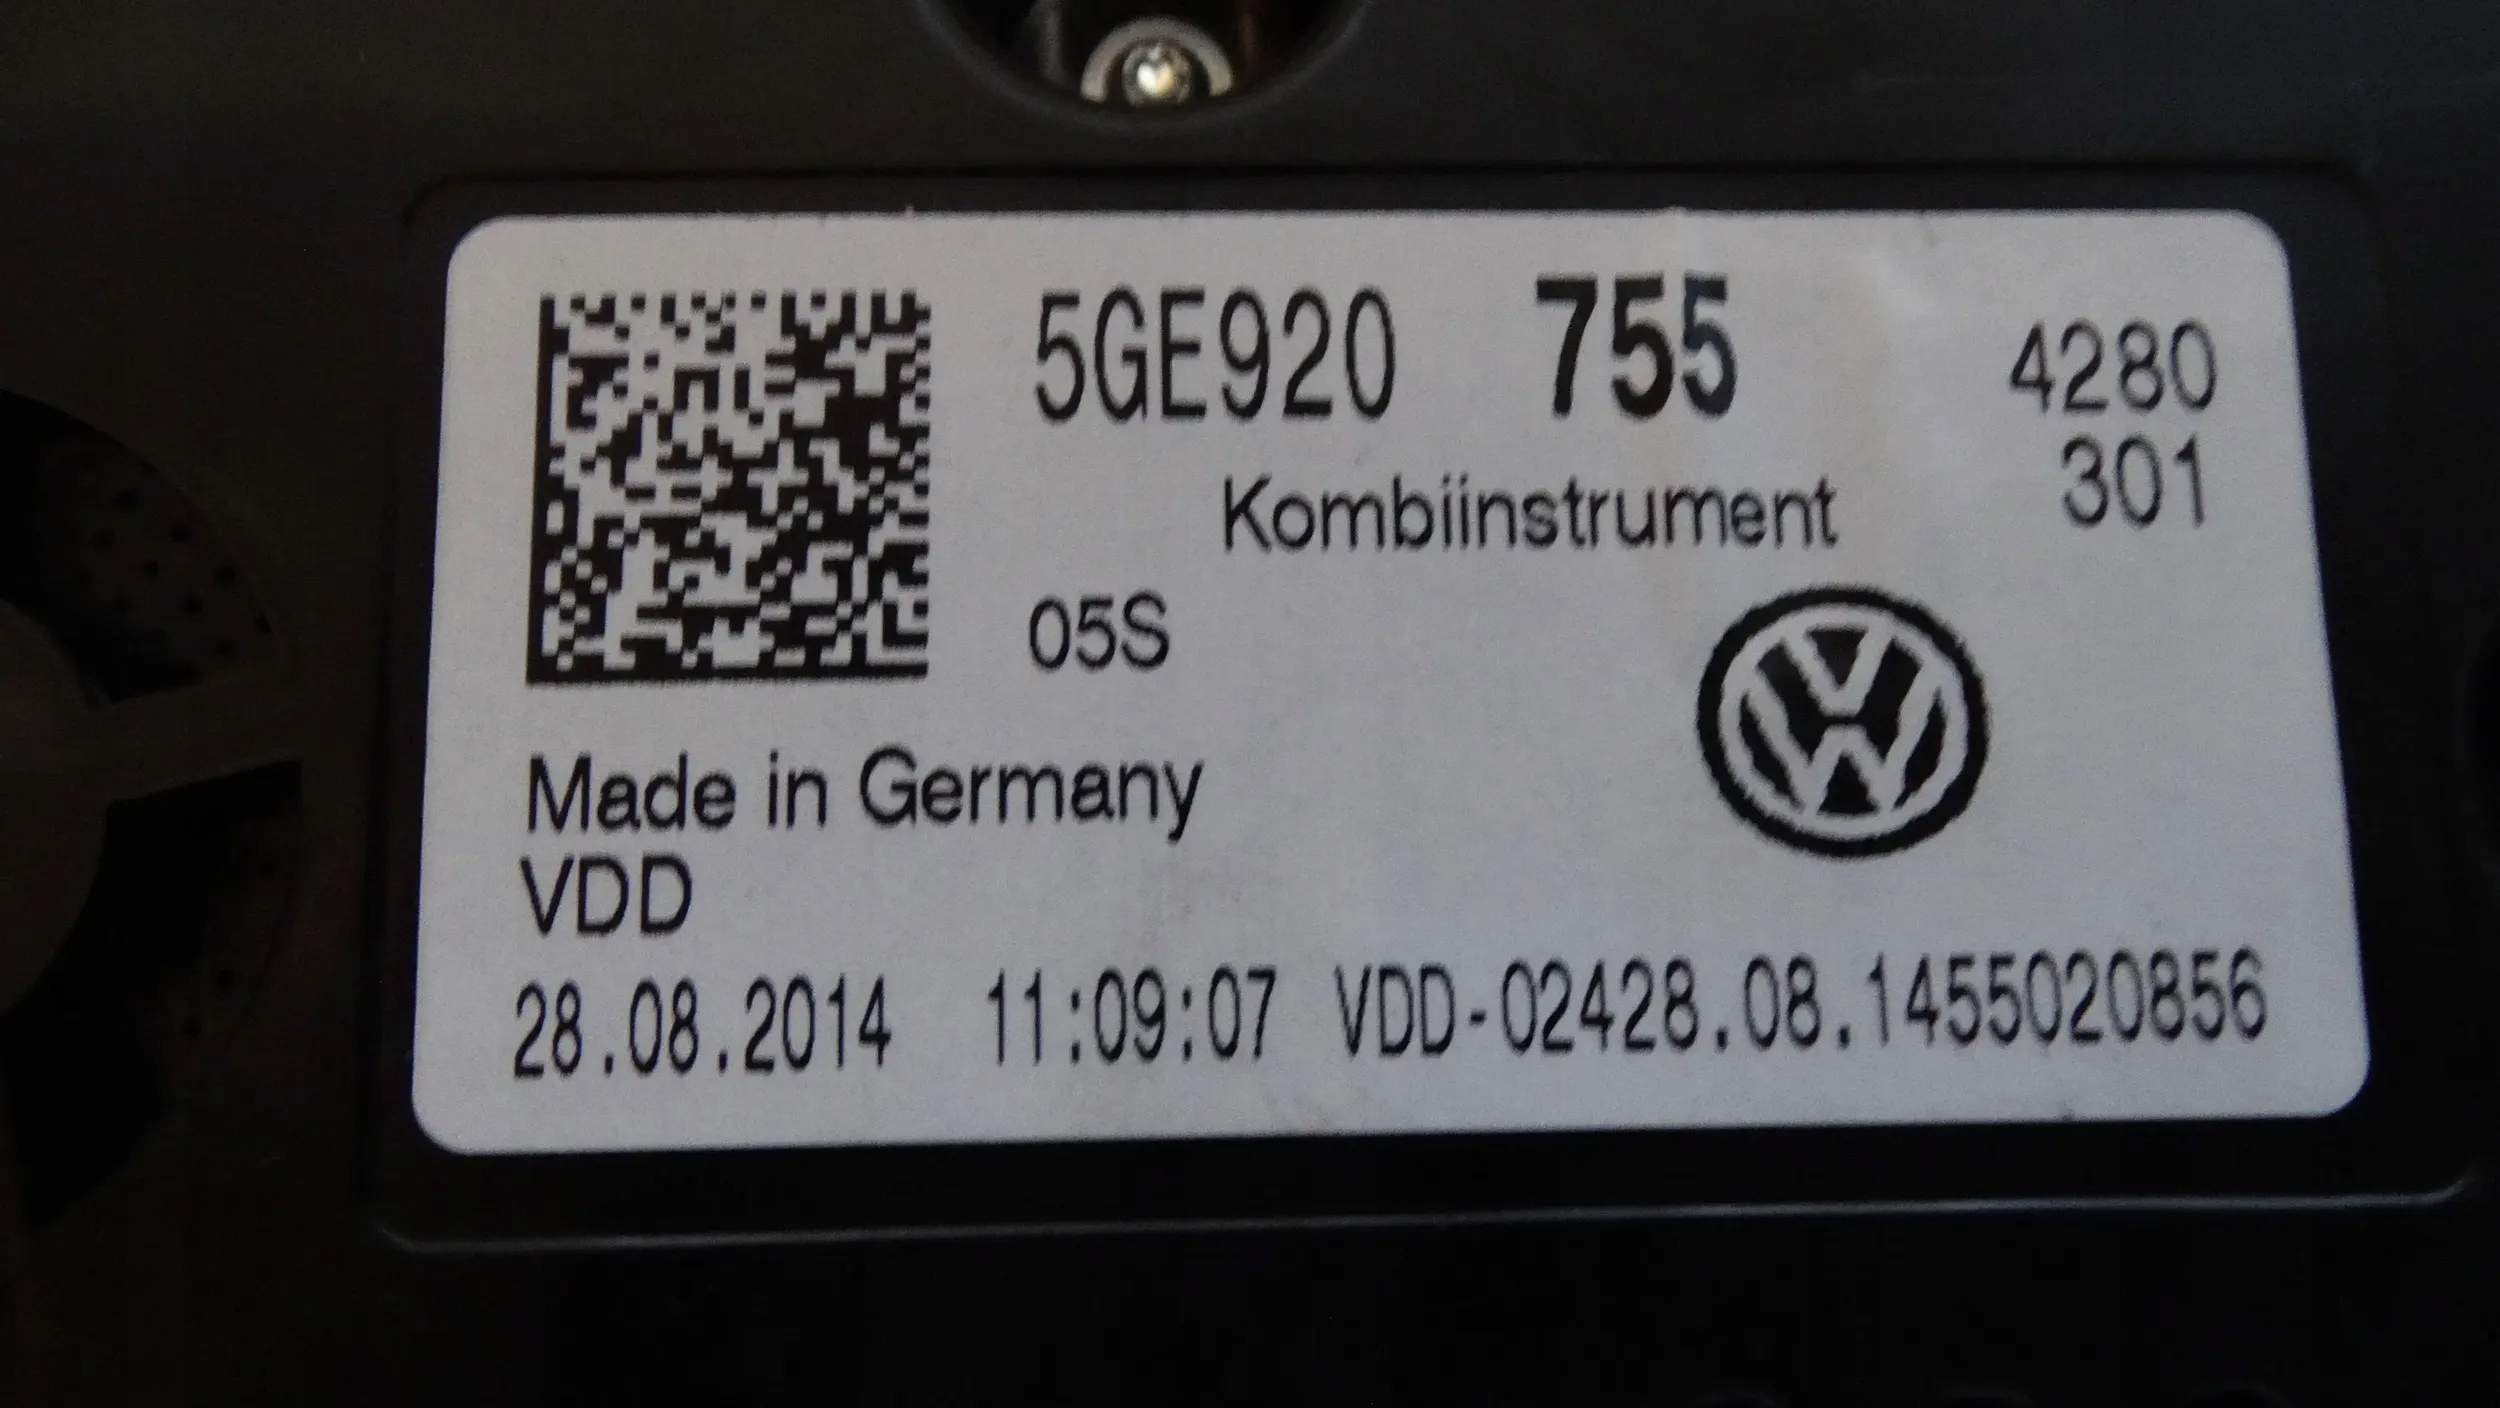 5GE920 755 4280
301
Kombiinstrument
05S
Made in Germany
VDD
28.08.2014 11:09:07 VDD-02428.08.1455020856